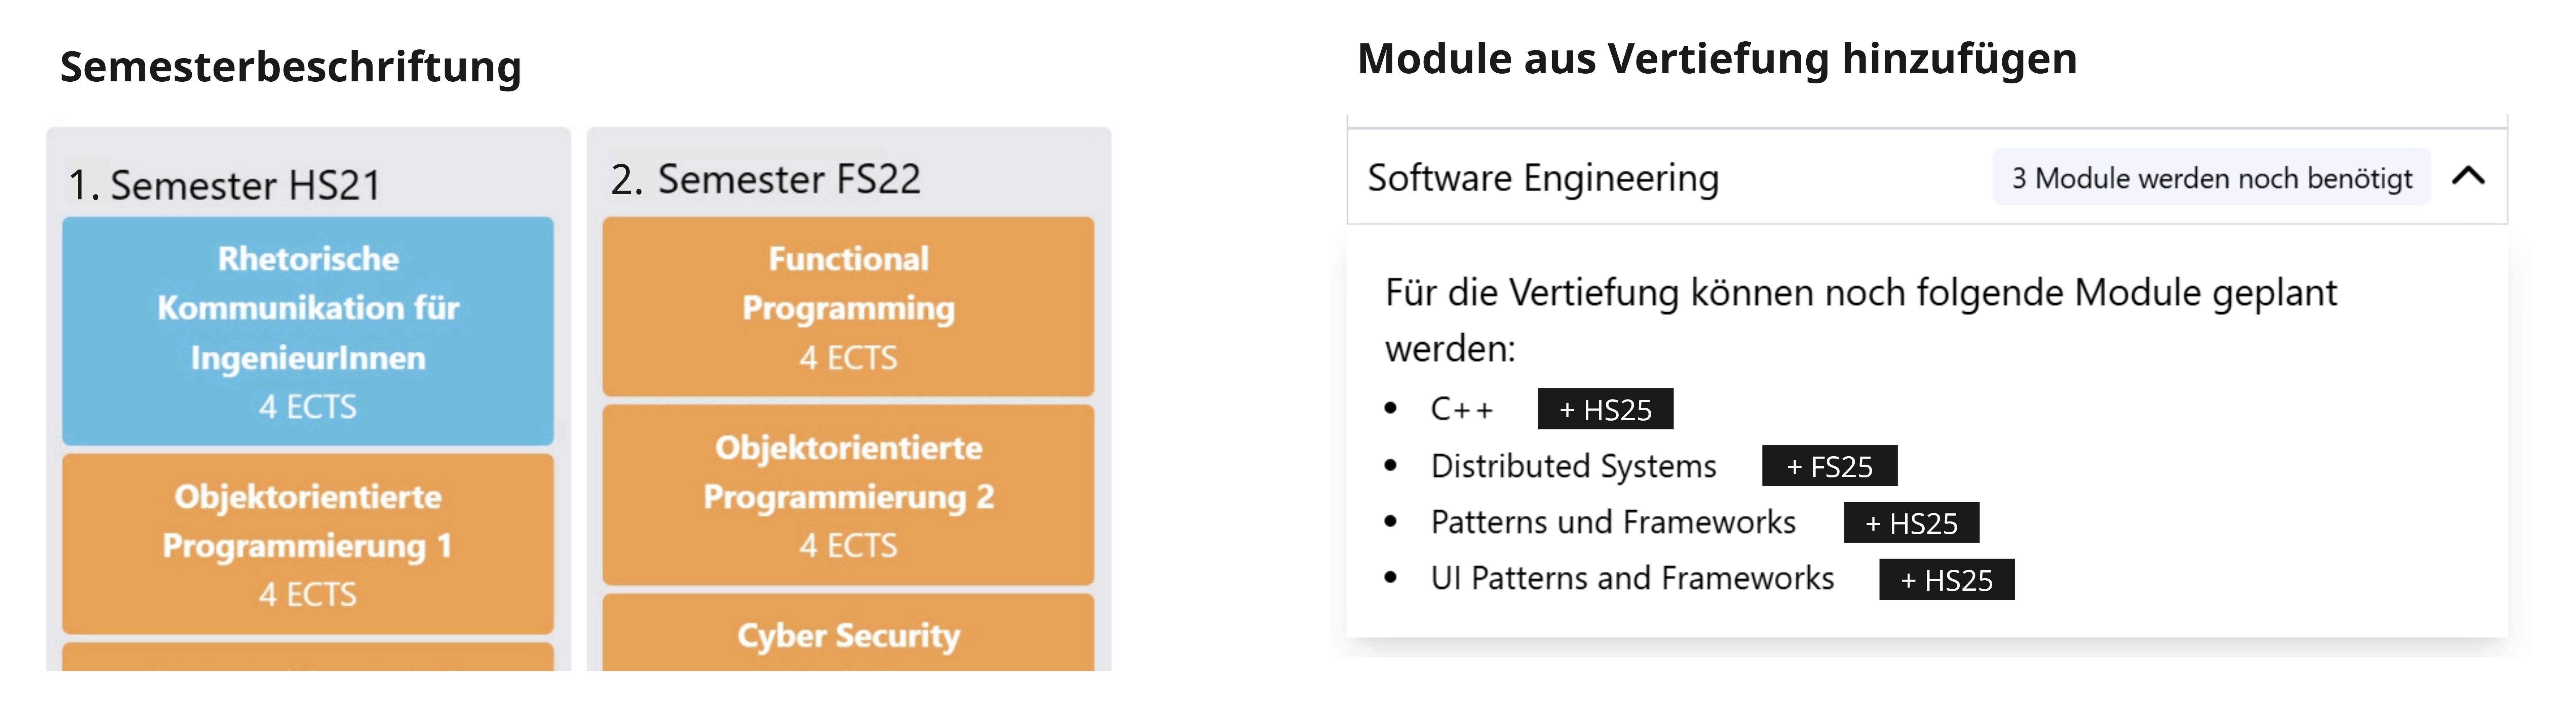 Semesterbeschriftung
1. Semester HS21
Rhetorische
Kommunikation für
IngenieurInnen
4 ECTS
Objektorientierte
Programmierung 1
4 ECTS
2. Semester FS22
Functional
Programming
4 ECTS
Objektorientierte
Programmierung 2
4 ECTS
Cyber Security
Module aus Vertiefung hinzufügen
Software Engineering 3 Module werden noch benötigt
Für die Vertiefung können noch folgende Module geplant
werden:
• C++ + HS25
• Distributed Systems + FS25
• Patterns und Frameworks + HS25
• UI Patterns and Frameworks + HS25